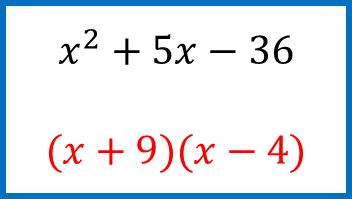 x² + 5x − 36
(x + 9)(x − 4)